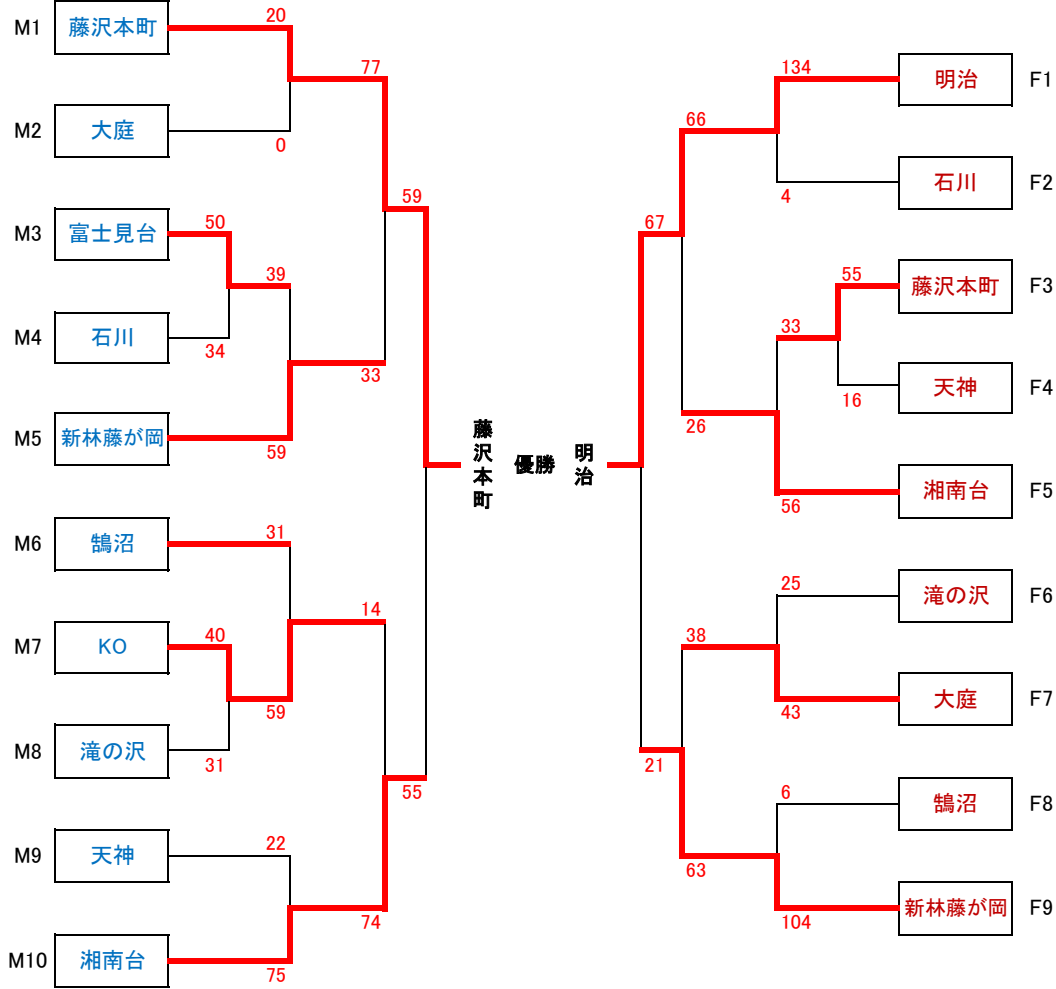 M1 藤沢本町 20
77
M2 大庭 0
59
M3 富士見台 50
39
M4 石川 34
33
M5 新林藤が岡 59
M6 鵠沼 31
14
M7 KO 40
59
M8 滝の沢 31
55
M9 天神 22
74
M10 湘南台 75
藤沢本町
優勝
明治
134 明治 F1
66
4 石川 F2
67
55 藤沢本町 F3
33
16 天神 F4
26
56 湘南台 F5
25 滝の沢 F6
38
43 大庭 F7
21
6 鵠沼 F8
63
104 新林藤が岡 F9